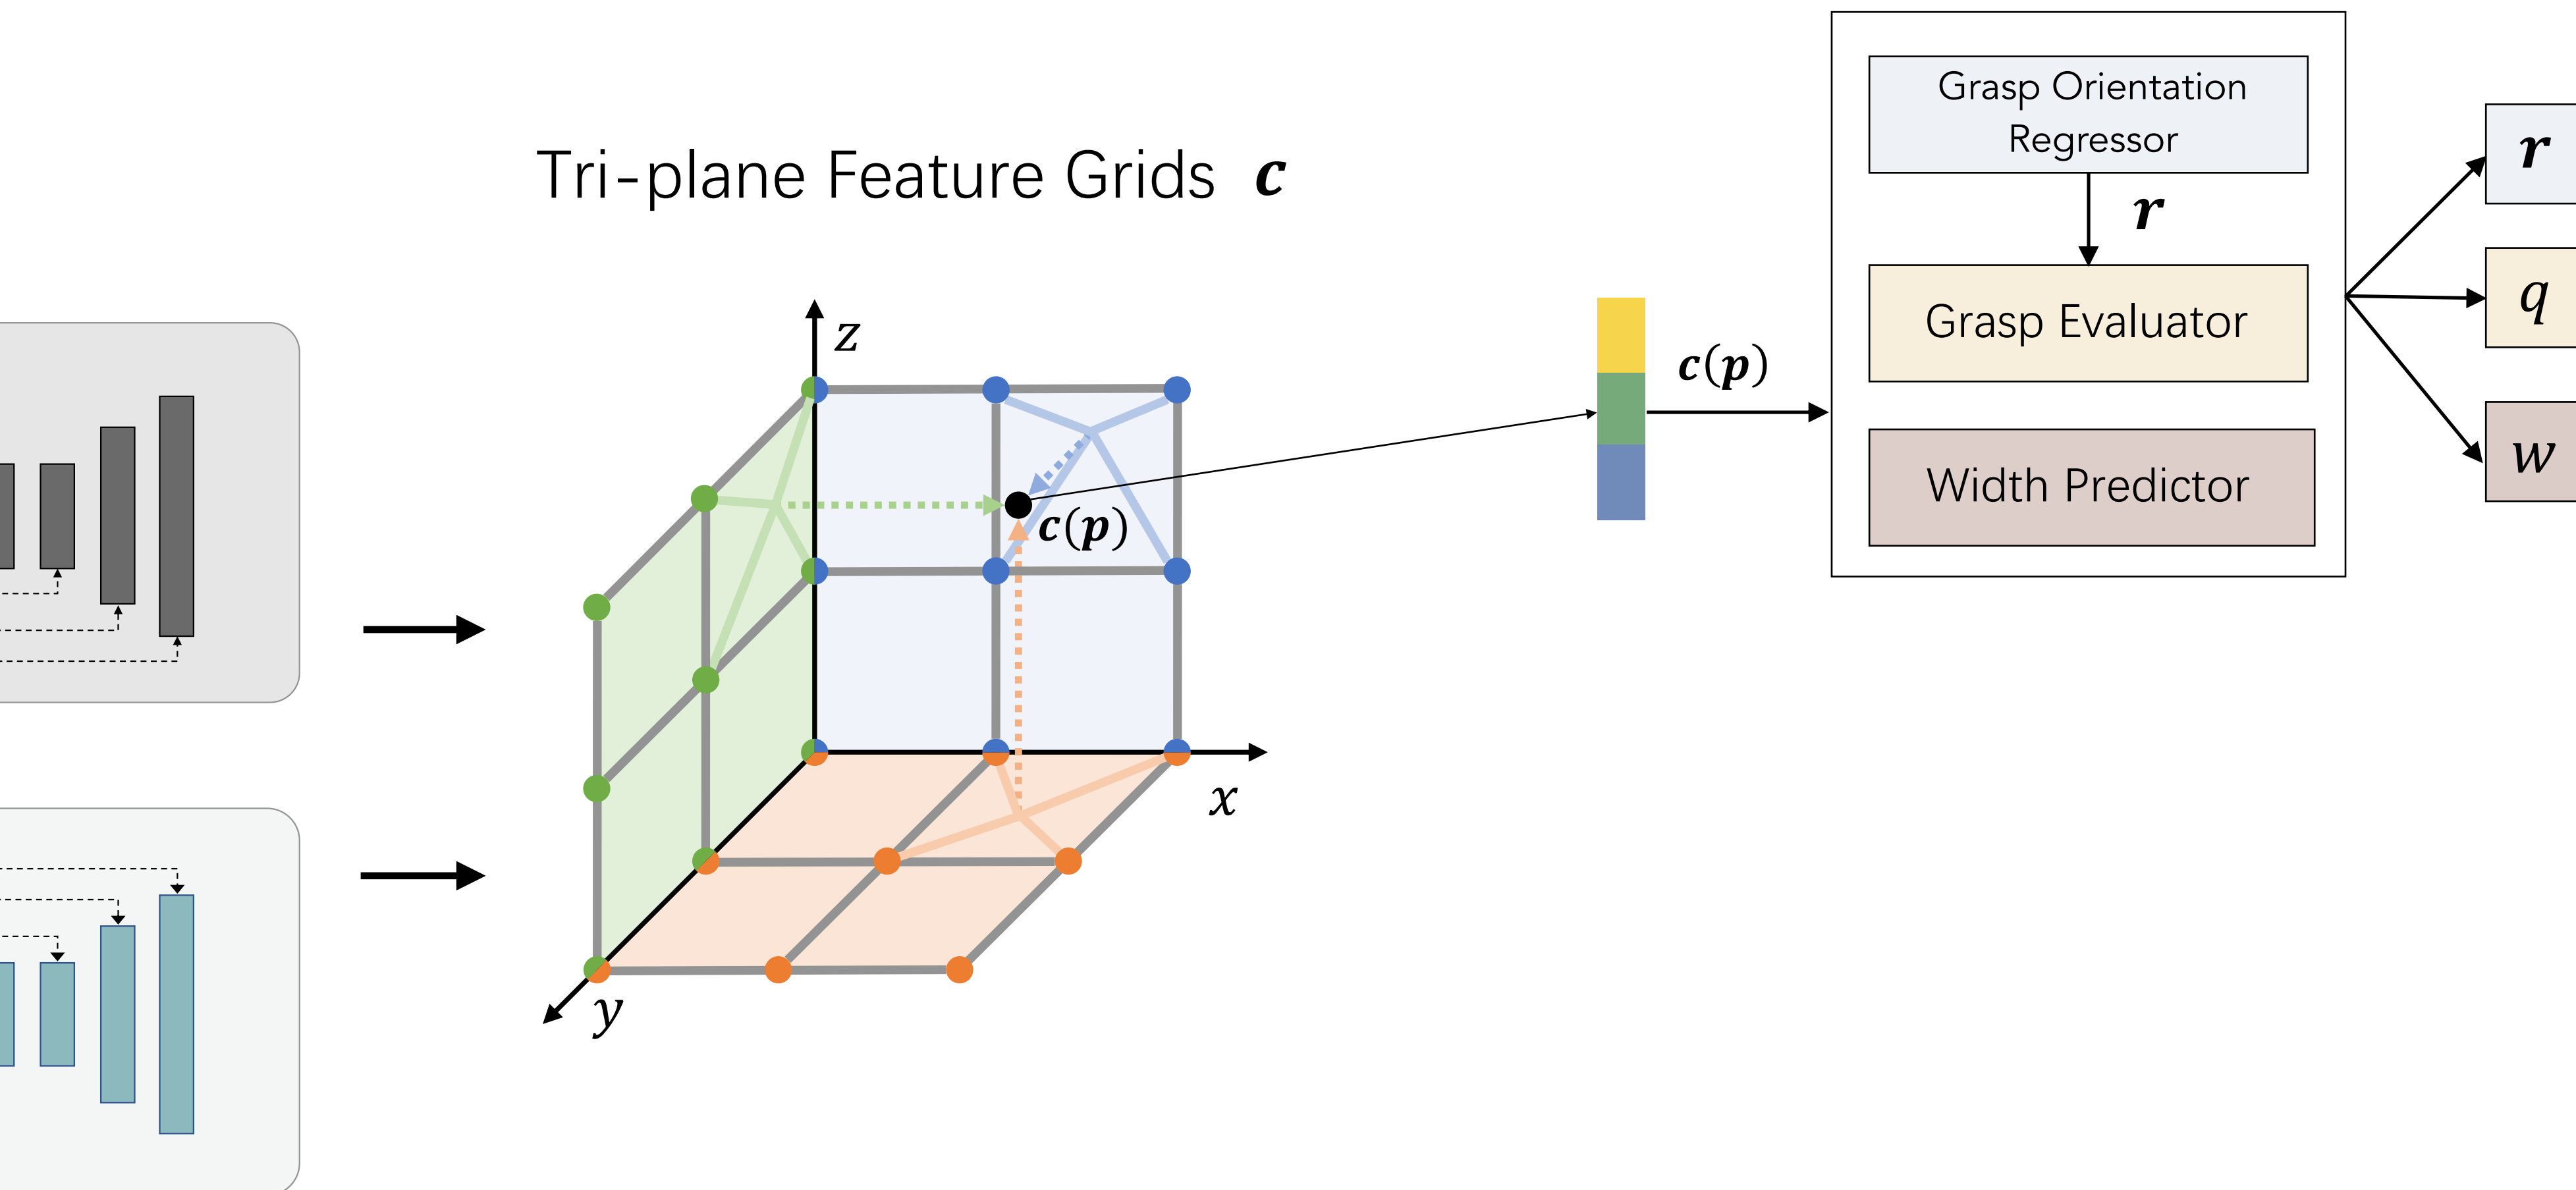 Tri-plane Feature Grids c
z
c(p)
x
y
c(p)
Grasp Orientation
Regressor
r
Grasp Evaluator
Width Predictor
r
q
w